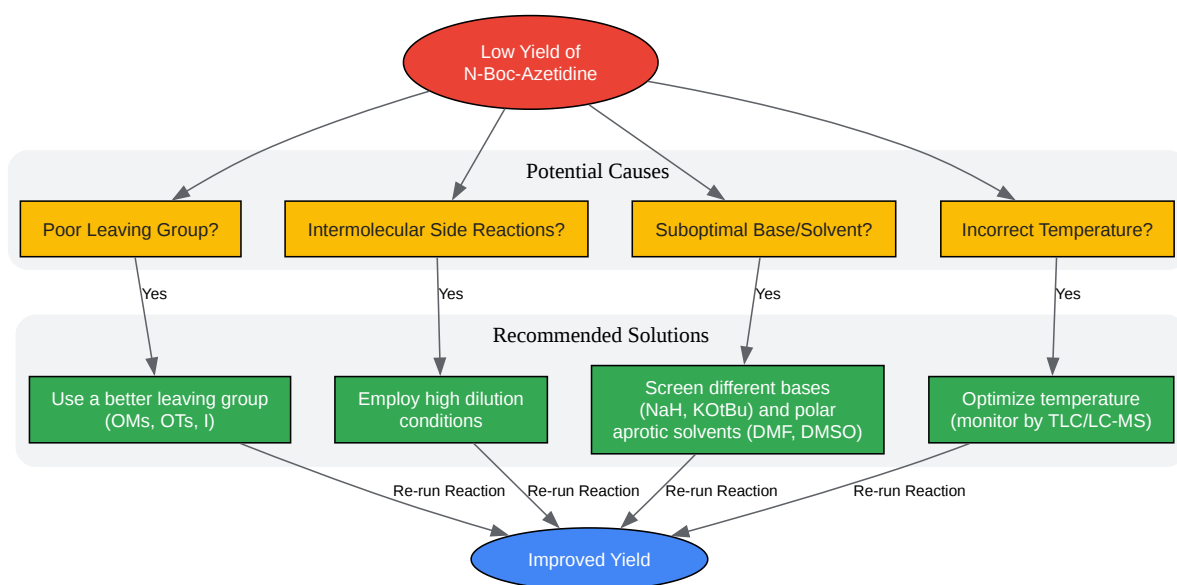 Low Yield of
N-Boc-Azetidine
Potential Causes
Poor Leaving Group?
Intermolecular Side Reactions?
Suboptimal Base/Solvent?
Incorrect Temperature?
Yes
Yes
Yes
Yes
Recommended Solutions
Use a better leaving group
(OMs, OTs, I)
Employ high dilution
conditions
Screen different bases
(NaH, KOtBu) and polar
aprotic solvents (DMF, DMSO)
Optimize temperature
(monitor by TLC/LC-MS)
Re-run Reaction
Re-run Reaction
Re-run Reaction
Re-run Reaction
Improved Yield